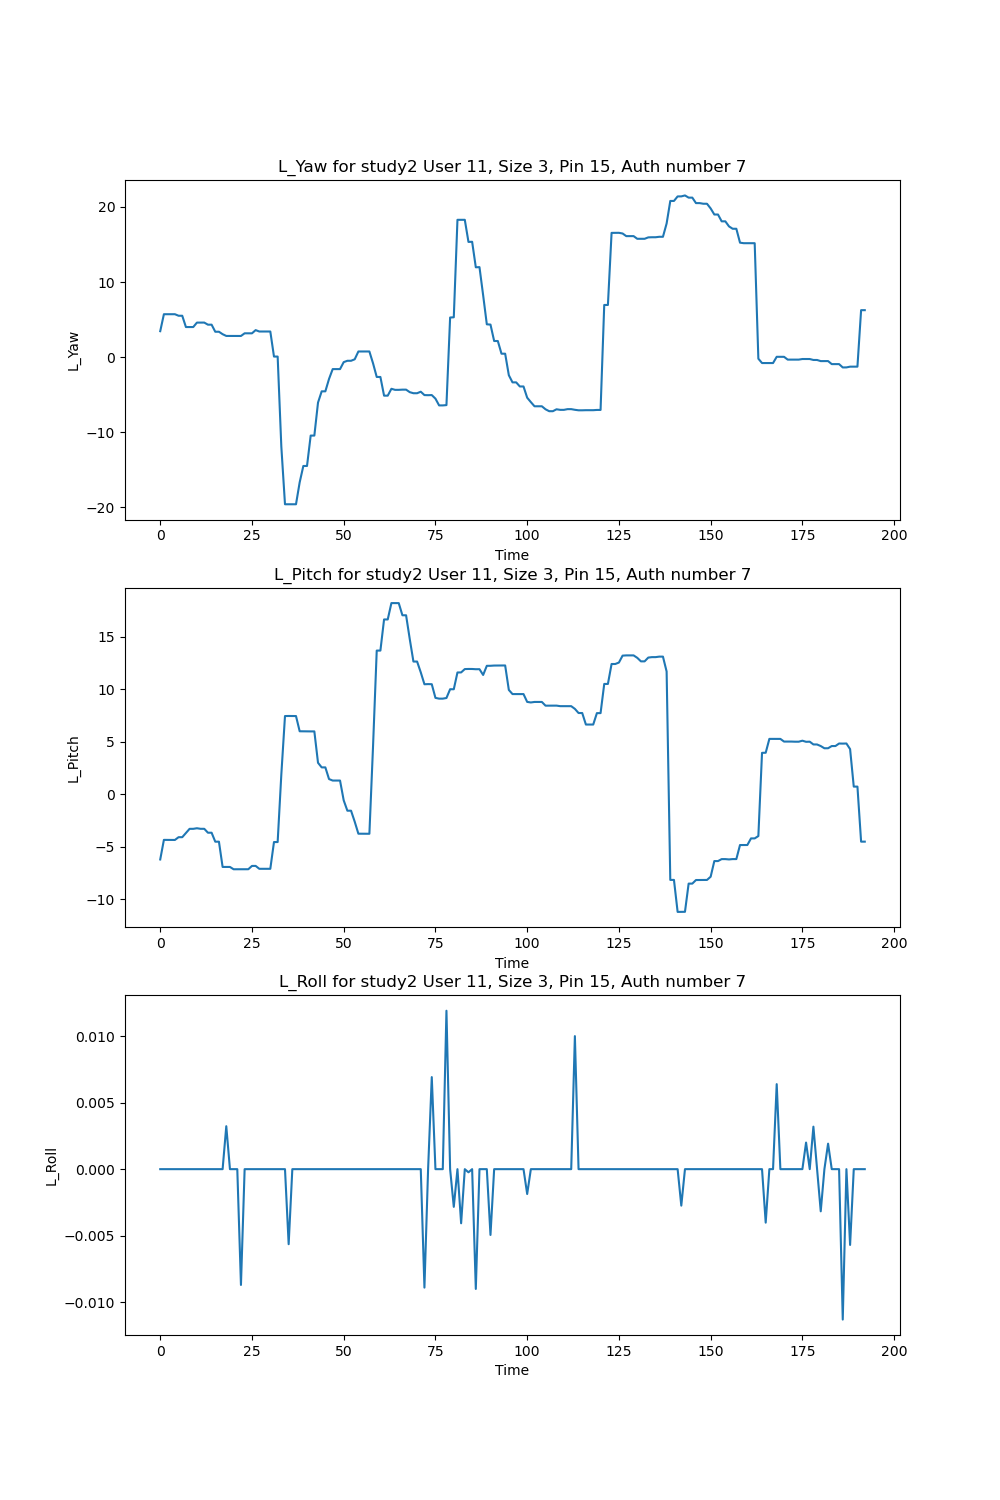 L_Yaw for study2 User 11, Size 3, Pin 15, Auth number 7
20
10
0
−10
−20
L_Yaw
0 25 50 75 100 125 150 175 200
Time
L_Pitch for study2 User 11, Size 3, Pin 15, Auth number 7
15
10
5
0
−5
−10
L_Pitch
0 25 50 75 100 125 150 175 200
Time
L_Roll for study2 User 11, Size 3, Pin 15, Auth number 7
0.010
0.005
0.000
−0.005
−0.010
L_Roll
0 25 50 75 100 125 150 175 200
Time